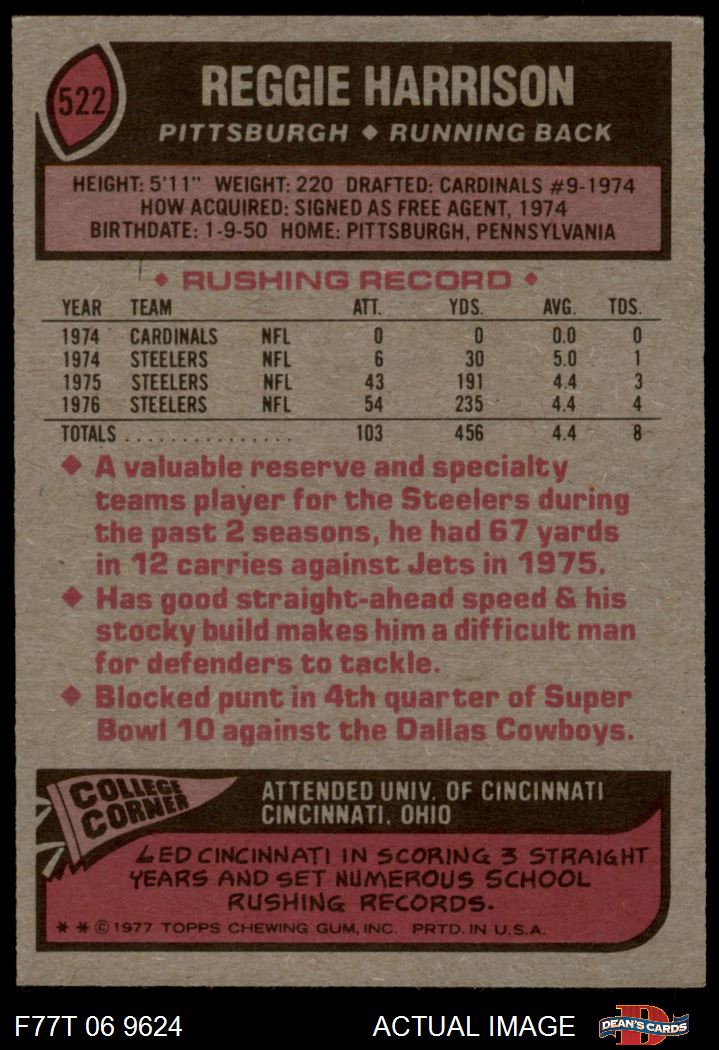 522
REGGIE HARRISON
PITTSBURGH ◆ RUNNING BACK
HEIGHT: 5'11" WEIGHT: 220 DRAFTED: CARDINALS #9-1974
HOW ACQUIRED: SIGNED AS FREE AGENT, 1974
BIRTHDATE: 1-9-50 HOME: PITTSBURGH, PENNSYLVANIA
◆ RUSHING RECORD ◆
YEAR TEAM ATT. YDS. AVG. TDS.
1974 CARDINALS NFL 0 0 0.0 0
1974 STEELERS NFL 6 30 5.0 1
1975 STEELERS NFL 43 191 4.4 3
1976 STEELERS NFL 54 235 4.4 4
TOTALS ................ 103 456 4.4 8
◆ A valuable reserve and specialty
teams player for the Steelers during
the past 2 seasons, he had 67 yards
in 12 carries against Jets in 1975.
◆ Has good straight-ahead speed & his
stocky build makes him a difficult man
for defenders to tackle.
◆ Blocked punt in 4th quarter of Super
Bowl 10 against the Dallas Cowboys.
COLLEGE
CORNER
ATTENDED UNIV. OF CINCINNATI
CINCINNATI, OHIO
LED CINCINNATI IN SCORING 3 STRAIGHT
YEARS AND SET NUMEROUS SCHOOL
RUSHING RECORDS.
* * © 1977 TOPPS CHEWING GUM, INC. PRTD. IN U.S.A.
F77T 06 9624 ACTUAL IMAGE
D
DEAN'S CARDS